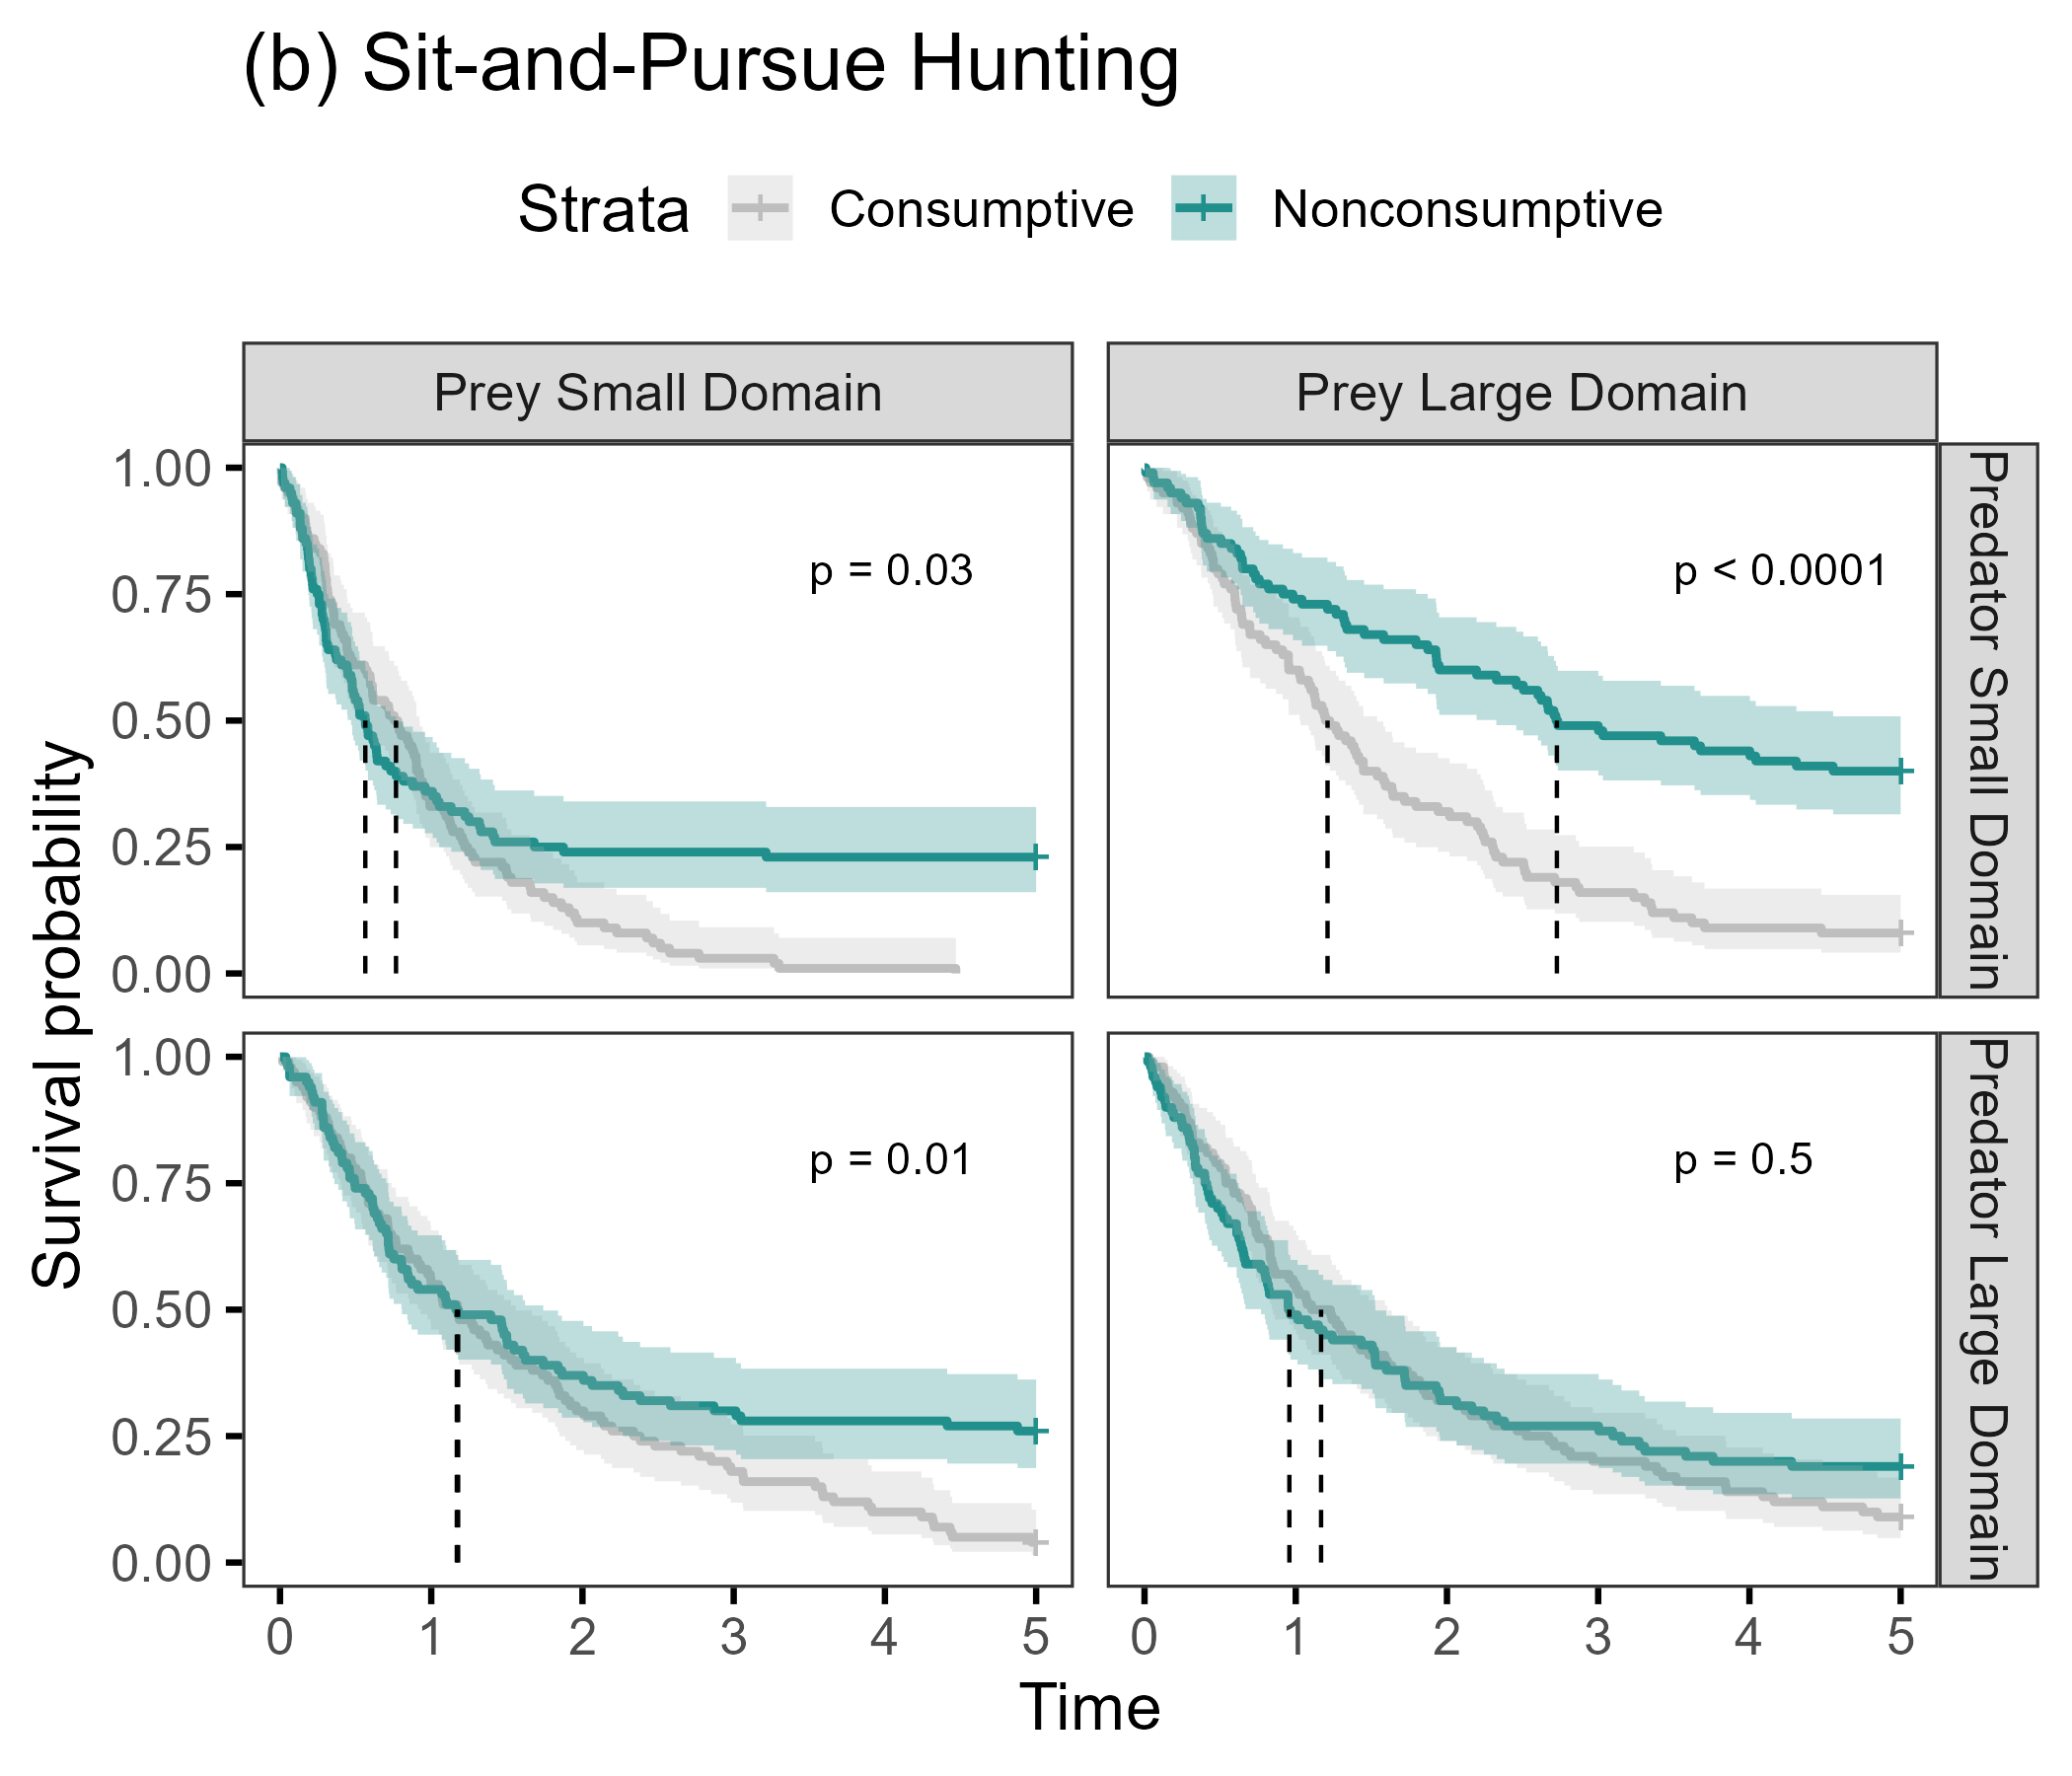 (b) Sit-and-Pursue Hunting
Strata Consumptive Nonconsumptive
Prey Small Domain
Prey Large Domain
1.00
0.75
0.50
0.25
0.00
p = 0.03
p < 0.0001
Predator Small Domain
1.00
0.75
0.50
0.25
0.00
p = 0.01
p = 0.5
Predator Large Domain
Survival probability
0 1 2 3 4 5
0 1 2 3 4 5
Time